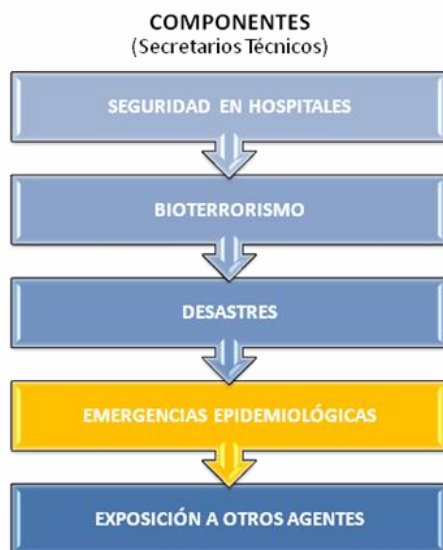 COMPONENTES
(Secretarios Técnicos)
SEGURIDAD EN HOSPITALES
BIOTERRORISMO
DESASTRES
EMERGENCIAS EPIDEMIOLÓGICAS
EXPOSICIÓN A OTROS AGENTES